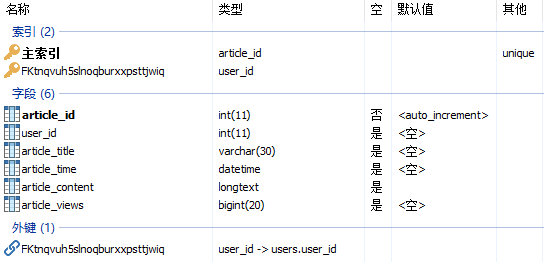 名称 类型 空 默认值 其他
索引 (2)
主索引 article_id unique
FKtnqvuh5slnoqburxxpsttjwiq user_id
字段 (6)
article_id int(11) 否 <auto_increment>
user_id int(11) 是 <空>
article_title varchar(30) 是 <空>
article_time datetime 是 <空>
article_content longtext 是
article_views bigint(20) 是 <空>
外键 (1)
FKtnqvuh5slnoqburxxpsttjwiq user_id -> users.user_id